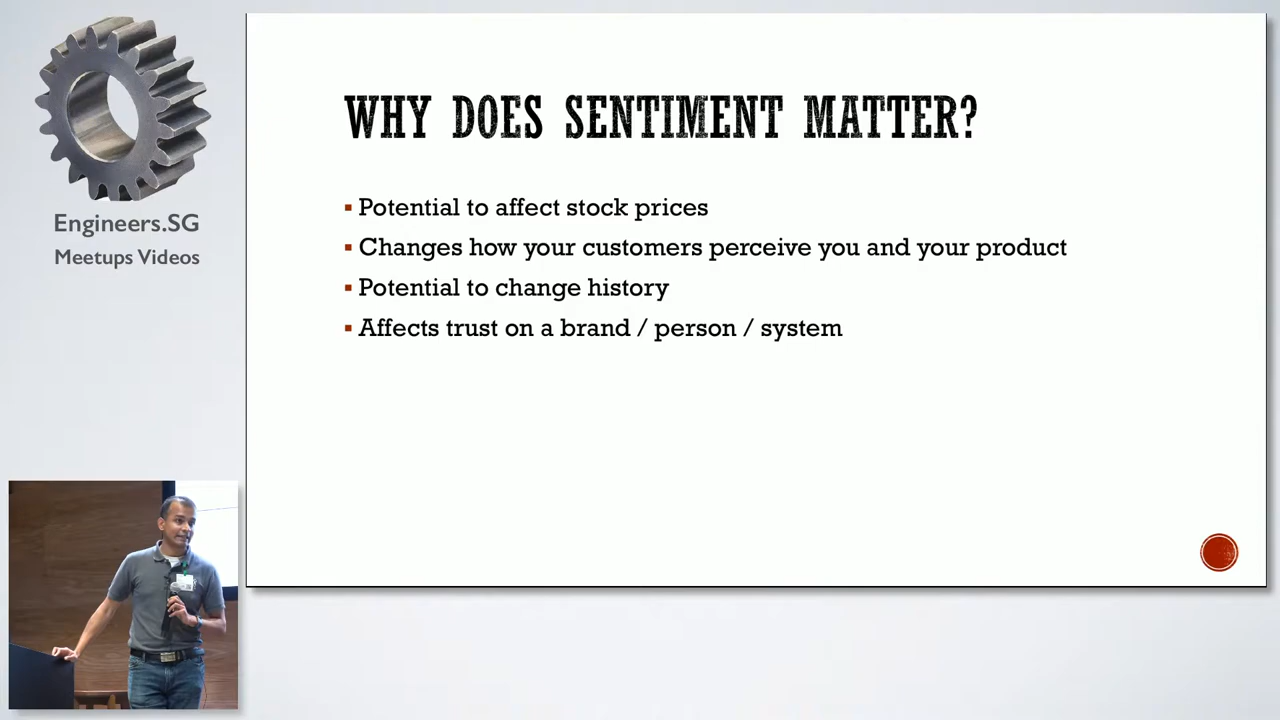 Engineers.SG
Meetups Videos
WHY DOES SENTIMENT MATTER?
▪ Potential to affect stock prices
▪ Changes how your customers perceive you and your product
▪ Potential to change history
▪ Affects trust on a brand / person / system